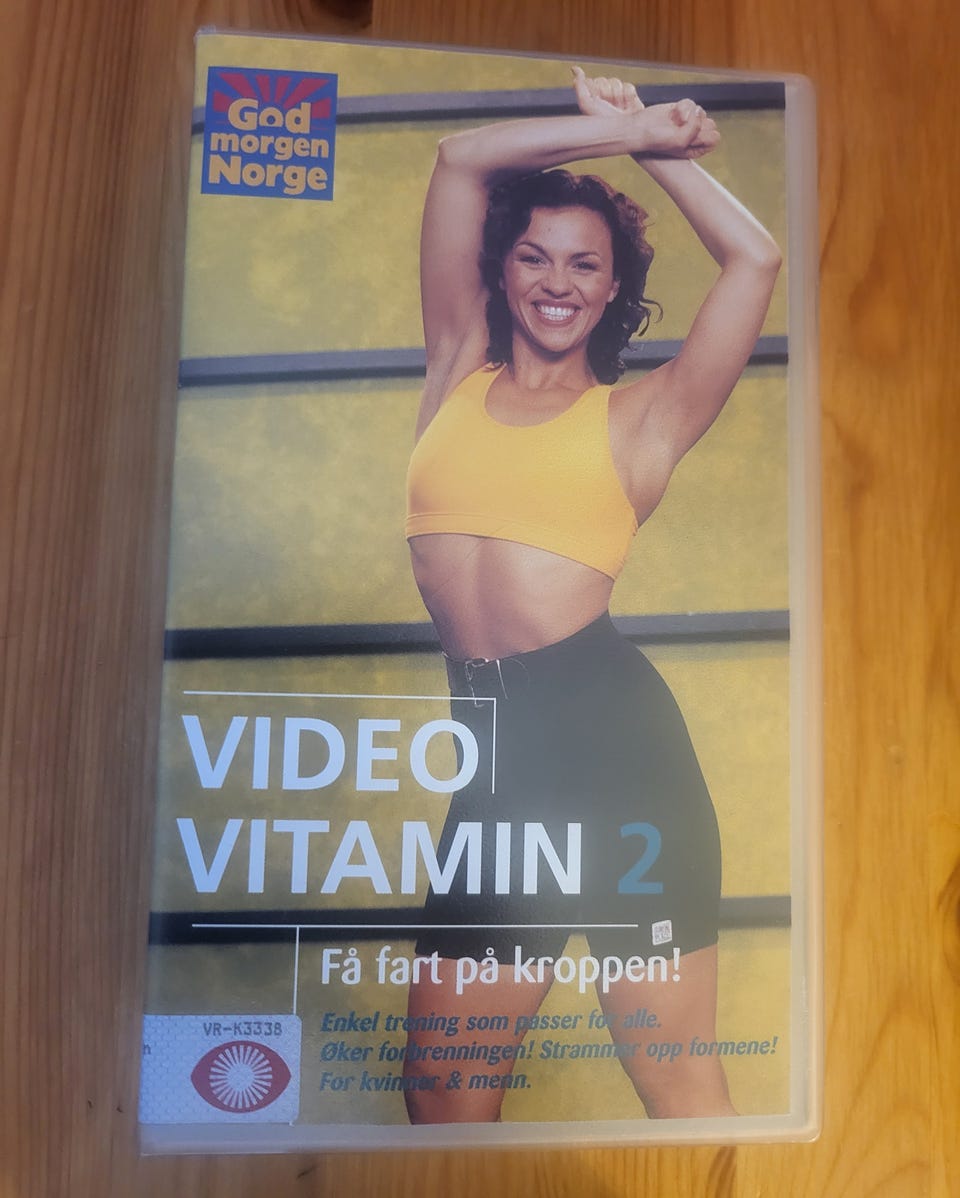 God
morgen
Norge
VIDEO
VITAMIN 2
Få fart på kroppen!
Enkel trening som passer for alle.
Øker forbrenningen! Strammer opp formene!
For kvinner & menn.
VR-K3338
n